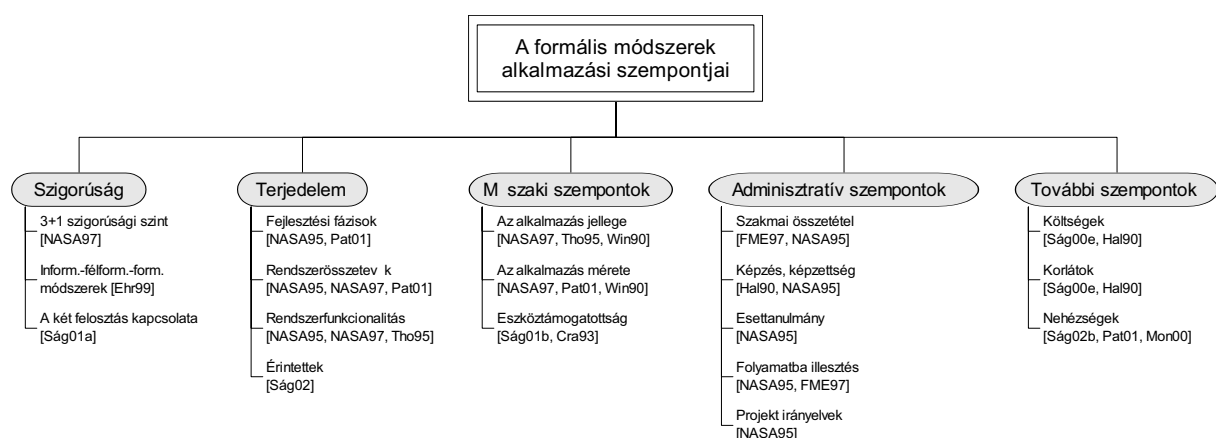 A formális módszerek
alkalmazási szempontjai
Szigorúság
3+1 szigorúsági szint
[NASA97]
Inform.-félform.-form.
módszerek [Ehr99]
A két felosztás kapcsolata
[Ság01a]
Terjedelem
Fejlesztési fázisok
[NASA95, Pat01]
Rendszerösszetev k
[NASA95, NASA97, Pat01]
Rendszerfunkcionalitás
[NASA95, NASA97, Tho95]
Érintettek
[Ság02]
M szaki szempontok
Az alkalmazás jellege
[NASA97, Tho95, Win90]
Az alkalmazás mérete
[NASA97, Pat01, Win90]
Eszköztámogatottság
[Ság01b, Cra93]
Adminisztratív szempontok
Szakmai összetétel
[FME97, NASA95]
Képzés, képzettség
[Hal90, NASA95]
Esettanulmány
[NASA95]
Folyamatba illesztés
[NASA95, FME97]
Projekt irányelvek
[NASA95]
További szempontok
Költségek
[Ság00e, Hal90]
Korlátok
[Ság00e, Hal90]
Nehézségek
[Ság02b, Pat01, Mon00]